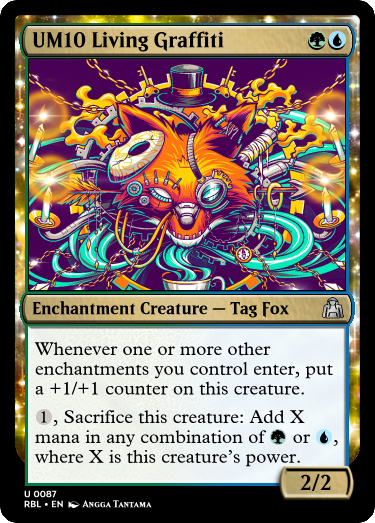 UM10 Living Graffiti
Enchantment Creature — Tag Fox
Whenever one or more other
enchantments you control enter, put
a +1/+1 counter on this creature.
1, Sacrifice this creature: Add X
mana in any combination of or ,
where X is this creature's power.
2/2
U 0087
RBL • EN Angga Tantama